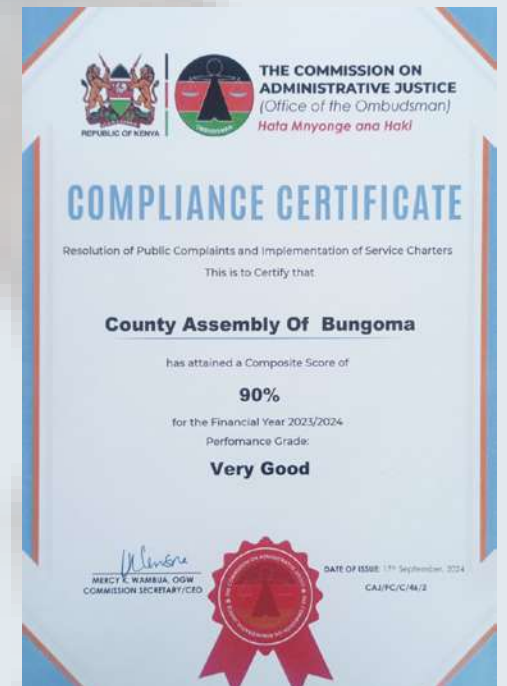 THE COMMISSION ON
ADMINISTRATIVE JUSTICE
(Office of the Ombudsman)
Hata Mnyonge ana Haki
REPUBLIC OF KENYA
OMBUDSMAN
COMPLIANCE CERTIFICATE
Resolution of Public Complaints and Implementation of Service Charters
This is to Certify that
County Assembly Of Bungoma
has attained a Composite Score of
90%
for the Financial Year 2023/2024
Perfomance Grade:
Very Good
MERCY K. WAMBUA, OGW
COMMISSION SECRETARY/CEO
DATE OF ISSUE: 17th September, 2024
CAJ/PC/C/46/2